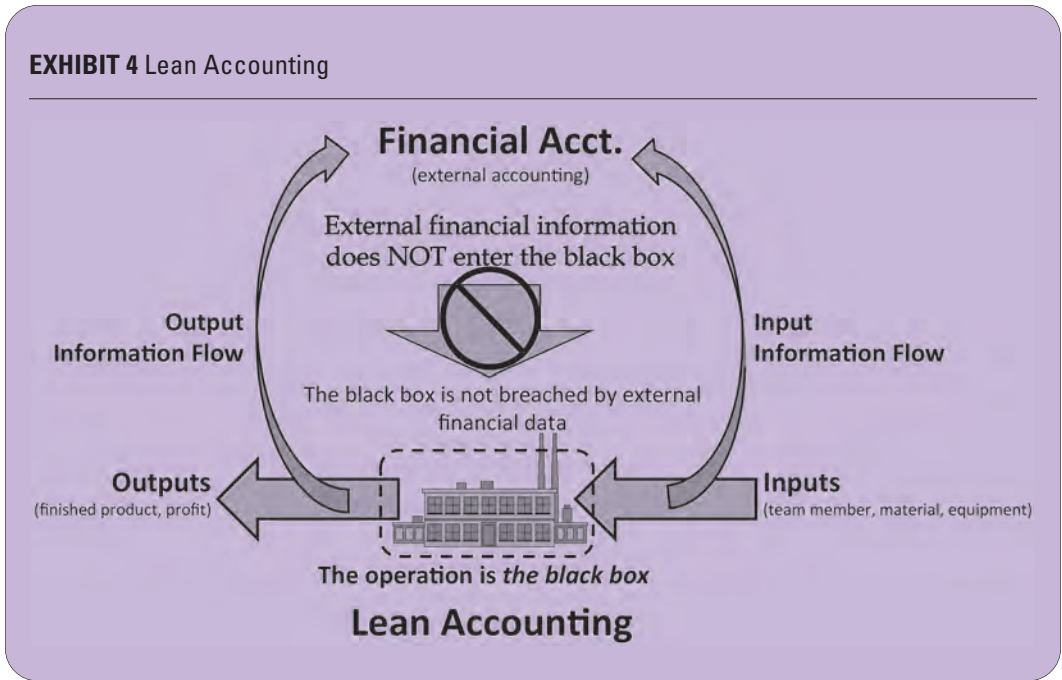 EXHIBIT 4 Lean Accounting
Financial Acct.
(external accounting)
External financial information
does NOT enter the black box
Output
Information Flow
Input
Information Flow
The black box is not breached by external
financial data
Outputs
(finished product, profit)
Inputs
(team member, material, equipment)
The operation is the black box
Lean Accounting